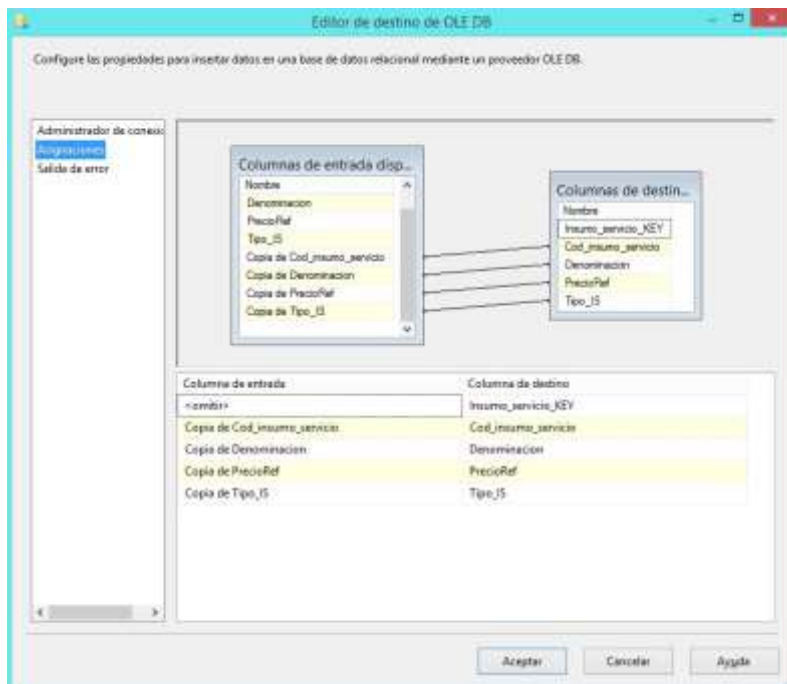 Editor de destino de OLE DB
Configure las propiedades para insertar datos en una base de datos relacional mediante un proveedor OLE DB.
Administrador de conexic
Asignaciones
Salida de error
Columnas de entrada disp...
Nombre
Denominacion
PrecioRef
Tipo_IS
Copia de Cod_insumo_servicio
Copia de Denominacion
Copia de PrecioRef
Copia de Tipo_IS
Columnas de destin...
Nombre
Insumo_servicio_KEY
Cod_insumo_servicio
Denominacion
PrecioRef
Tipo_IS
Columna de entrada Columna de destino
<omitir> Insumo_servicio_KEY
Copia de Cod_insumo_servicio Cod_insumo_servicio
Copia de Denominacion Denominacion
Copia de PrecioRef PrecioRef
Copia de Tipo_IS Tipo_IS
Aceptar Cancelar Ayuda